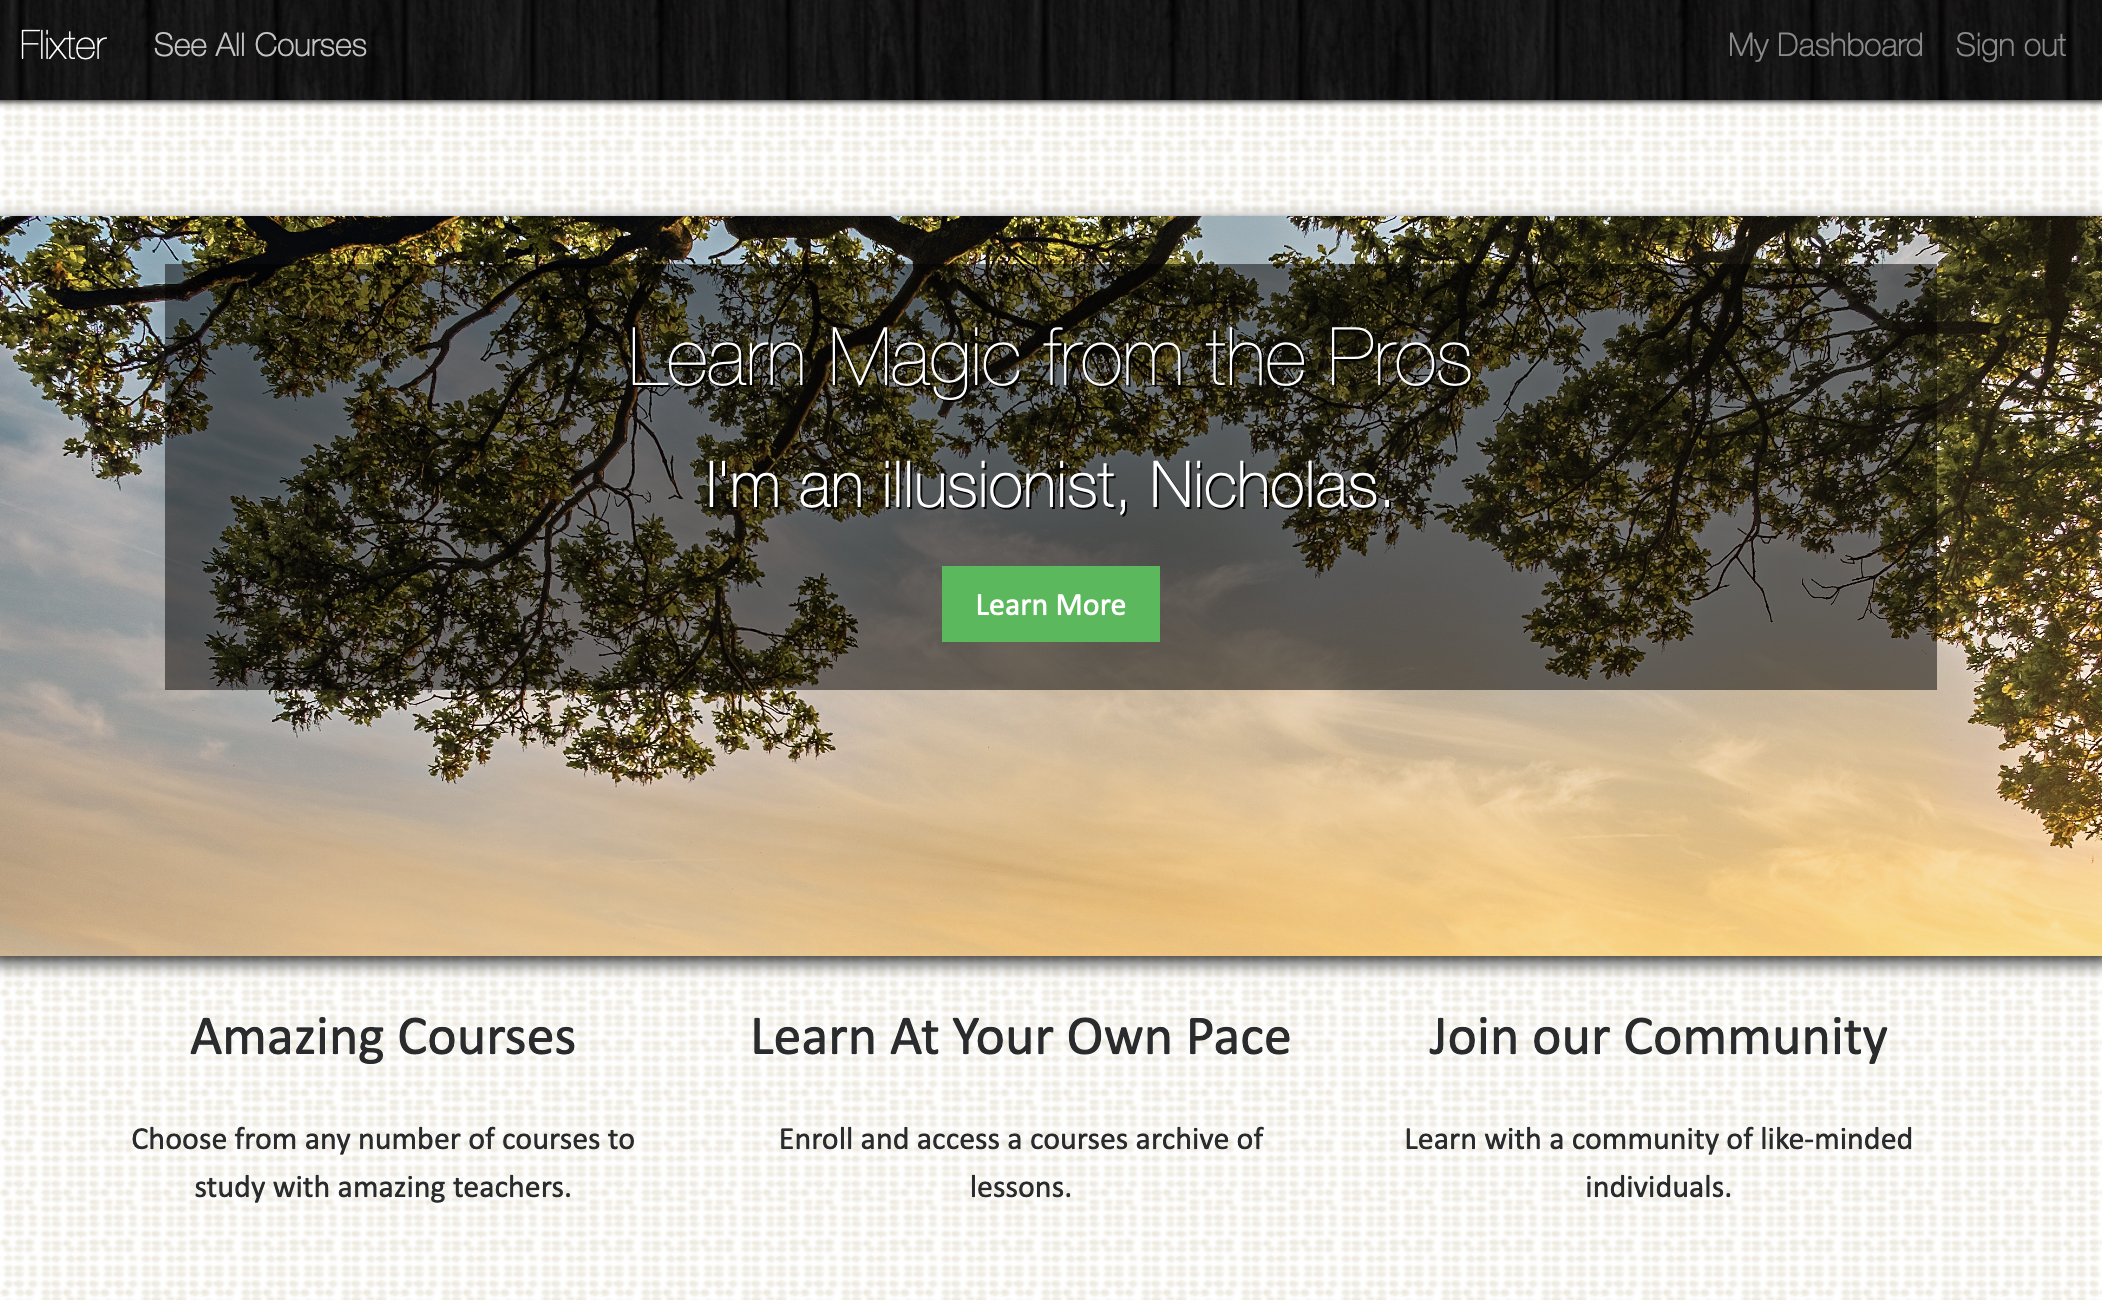 Flixter See All Courses My Dashboard Sign out
Learn Magic from the Pros
I'm an illusionist, Nicholas.
Learn More
Amazing Courses
Choose from any number of courses to
study with amazing teachers.
Learn At Your Own Pace
Enroll and access a courses archive of
lessons.
Join our Community
Learn with a community of like-minded
individuals.